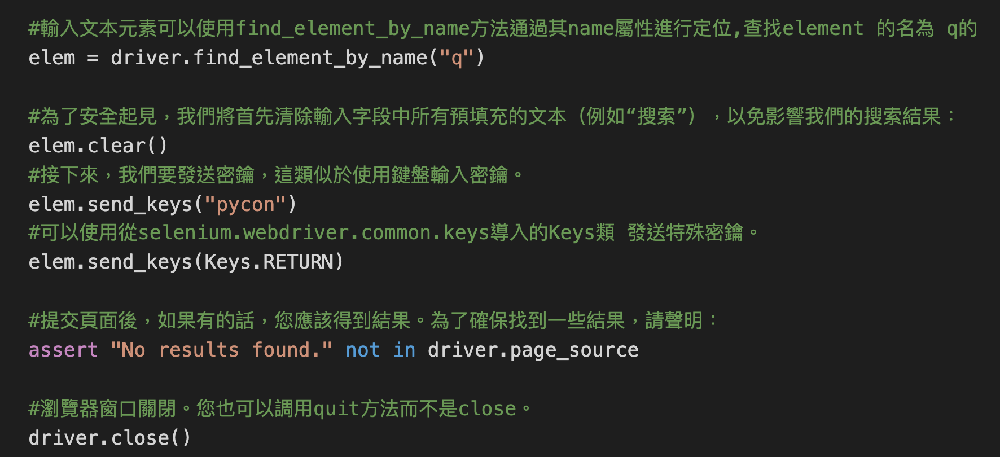 #輸入文本元素可以使用find_element_by_name方法通過其name屬性進行定位,查找element 的名為 q的
elem = driver.find_element_by_name("q")
#為了安全起見，我們將首先清除輸入字段中所有預填充的文本（例如“搜索”），以免影響我們的搜索結果：
elem.clear()
#接下來，我們要發送密鑰，這類似於使用鍵盤輸入密鑰。
elem.send_keys("pycon")
#可以使用從selenium.webdriver.common.keys導入的Keys類 發送特殊密鑰。
elem.send_keys(Keys.RETURN)
#提交頁面後，如果有的話，您應該得到結果。為了確保找到一些結果，請聲明：
assert "No results found." not in driver.page_source
#瀏覽器窗口關閉。您也可以調用quit方法而不是close。
driver.close()